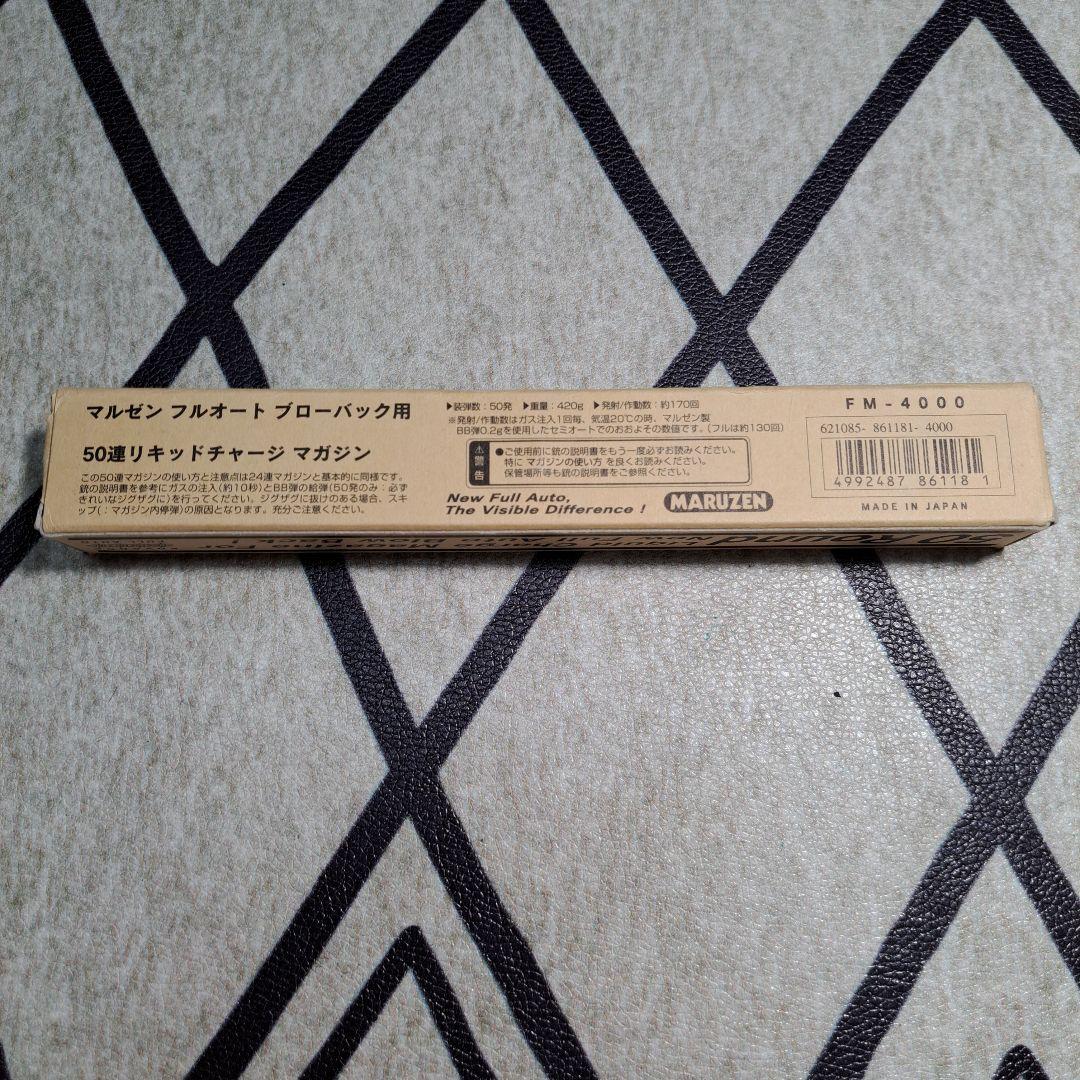 マルゼン フルオート ブローバック用
50連リキッドチャージ マガジン
この50連マガジンの使い方と注意点は24連マガジンと基本的に同様です。
銃の説明書を参考にガスの注入(約10秒)とBB弾の給弾(50発のみ：必ず
きれいなジグザグに)を行ってください。ジグザグに抜けのある場合、スキ
ップ(：マガジン内停弾)の原因となります。充分ご注意ください。
▶装弾数：50発 ▶重量：420g ▶発射/作動数：約170回
※発射/作動数はガス注入1回毎、気温20℃の時、マルゼン製
BB弾0.2gを使用したセミオートでのおおよその数値です。(フルは約130回)
⚠警告
●ご使用前に銃の説明書をもう一度必ずお読みください。
特に マガジンの使い方 を良くお読みください。
保管場所等も銃の説明書をご参照ください。
New Full Auto,
The Visible Difference !
MARUZEN
FM-4000
621085- 861181- 4000
4992487 86118 1
MADE IN JAPAN
Round
Magazine For
Blow Back !